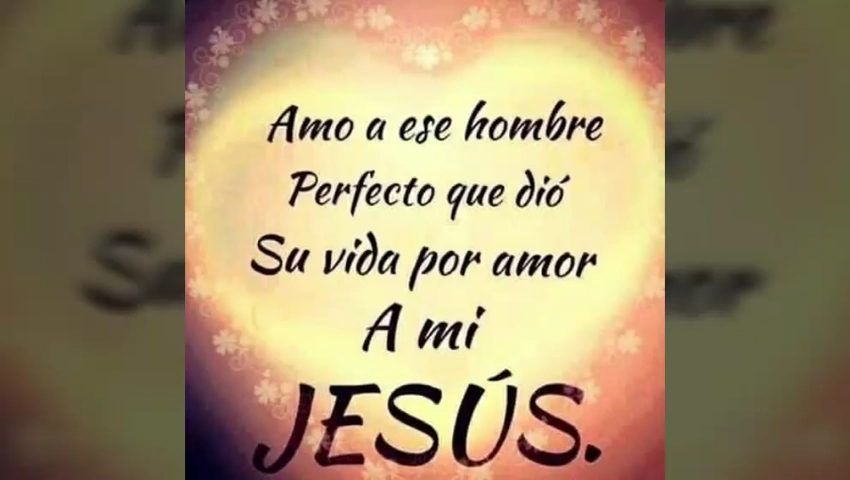 Amo a ese hombre
Perfecto que dió
Su vida por amor
A mi
JESÚS.